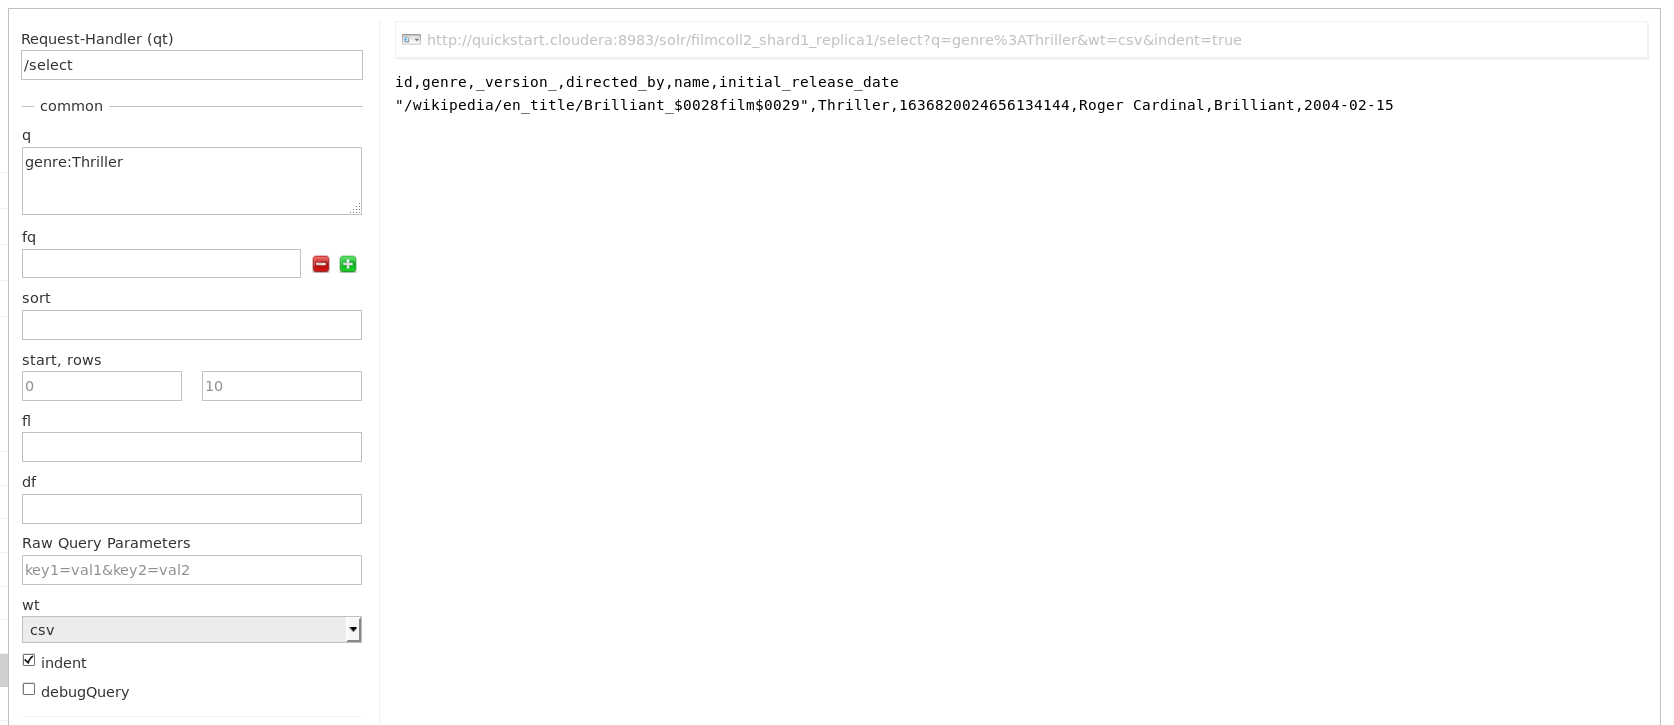 Request-Handler (qt)
/select
common
q
genre:Thriller
fq
sort
start, rows
0 10
fl
df
Raw Query Parameters
key1=val1&key2=val2
wt
csv
indent
debugQuery
http://quickstart.cloudera:8983/solr/filmcoll2_shard1_replica1/select?q=genre%3AThriller&wt=csv&indent=true
id,genre,_version_,directed_by,name,initial_release_date
"/wikipedia/en_title/Brilliant_$0028film$0029",Thriller,1636820024656134144,Roger Cardinal,Brilliant,2004-02-15